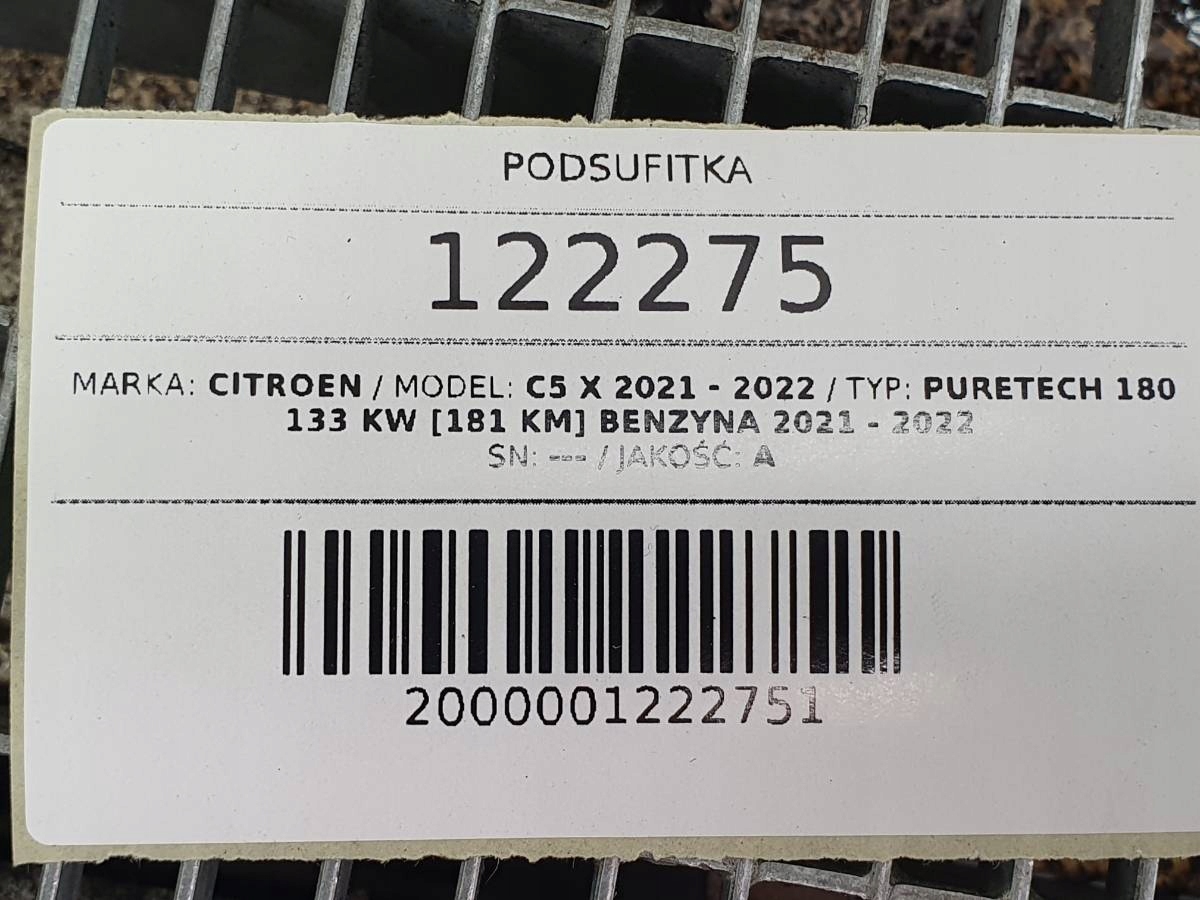 PODSUFITKA
122275
MARKA: CITROEN / MODEL: C5 X 2021 - 2022 / TYP: PURETECH 180
133 KW [181 KM] BENZYNA 2021 - 2022
SN: --- / JAKOŚĆ: A
2000001222751